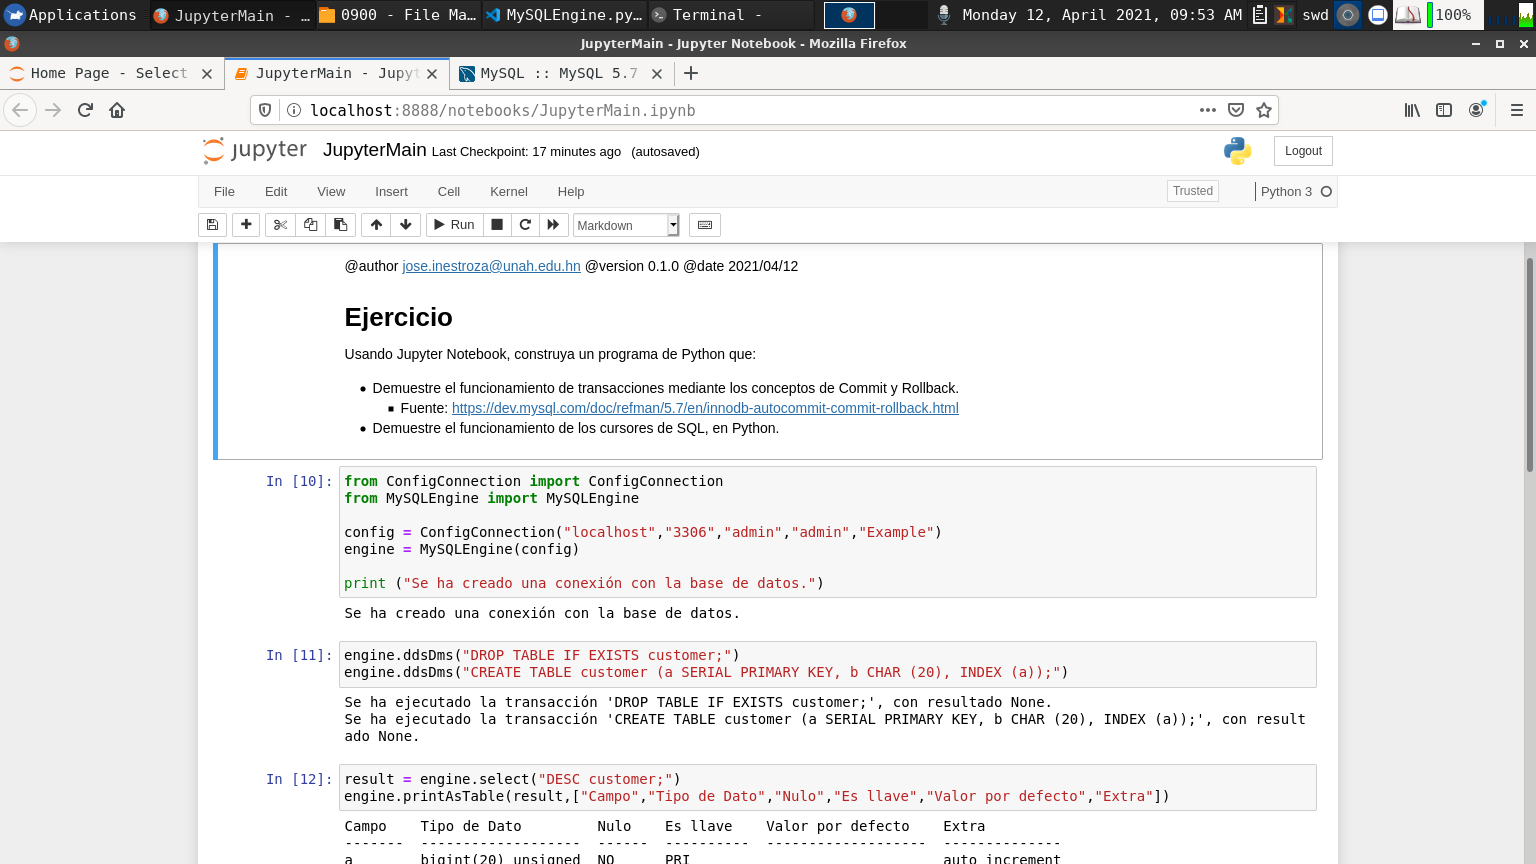 Applications
JupyterMain - ...
0900 - File Ma...
MySQLEngine.py...
Terminal -
Monday 12, April 2021, 09:53 AM
swd
100%
JupyterMain - Jupyter Notebook - Mozilla Firefox
Home Page - Select
JupyterMain - Jupyt
MySQL :: MySQL 5.7
localhost:8888/notebooks/JupyterMain.ipynb
jupyter
JupyterMain Last Checkpoint: 17 minutes ago (autosaved)
Logout
File Edit View Insert Cell Kernel Help
Trusted
Python 3
Run
Markdown
@author jose.inestroza@unah.edu.hn @version 0.1.0 @date 2021/04/12
Ejercicio
Usando Jupyter Notebook, construya un programa de Python que:
Demuestre el funcionamiento de transacciones mediante los conceptos de Commit y Rollback.
Fuente: https://dev.mysql.com/doc/refman/5.7/en/innodb-autocommit-commit-rollback.html
Demuestre el funcionamiento de los cursores de SQL, en Python.
In [10]:
from ConfigConnection import ConfigConnection
from MySQLEngine import MySQLEngine
config = ConfigConnection("localhost","3306","admin","admin","Example")
engine = MySQLEngine(config)
print ("Se ha creado una conexión con la base de datos.")
Se ha creado una conexión con la base de datos.
In [11]:
engine.ddsDms("DROP TABLE IF EXISTS customer;")
engine.ddsDms("CREATE TABLE customer (a SERIAL PRIMARY KEY, b CHAR (20), INDEX (a));")
Se ha ejecutado la transacción 'DROP TABLE IF EXISTS customer;', con resultado None.
Se ha ejecutado la transacción 'CREATE TABLE customer (a SERIAL PRIMARY KEY, b CHAR (20), INDEX (a));', con result
ado None.
In [12]:
result = engine.select("DESC customer;")
engine.printAsTable(result,["Campo","Tipo de Dato","Nulo","Es llave","Valor por defecto","Extra"])
Campo Tipo de Dato Nulo Es llave Valor por defecto Extra
------- ------------------- ------ ---------- ------------------- --------------
a bigint(20) unsigned NO PRI auto_increment